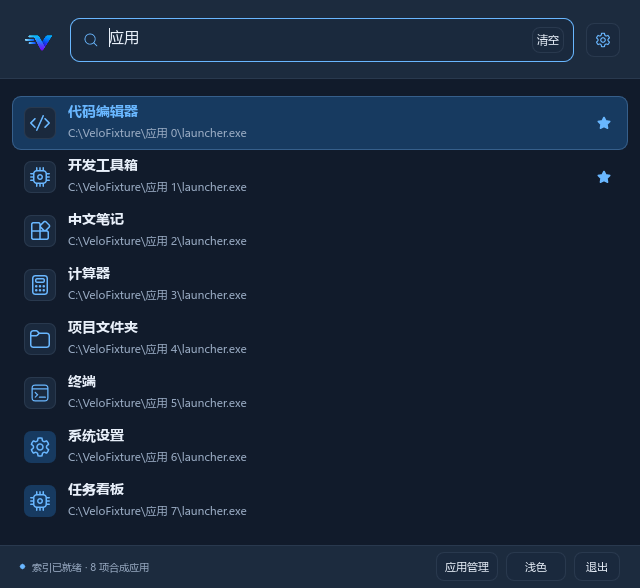 应用
清空
代码编辑器
C:\VeloFixture\应用 0\launcher.exe
开发工具箱
C:\VeloFixture\应用 1\launcher.exe
中文笔记
C:\VeloFixture\应用 2\launcher.exe
计算器
C:\VeloFixture\应用 3\launcher.exe
项目文件夹
C:\VeloFixture\应用 4\launcher.exe
终端
C:\VeloFixture\应用 5\launcher.exe
系统设置
C:\VeloFixture\应用 6\launcher.exe
任务看板
C:\VeloFixture\应用 7\launcher.exe
索引已就绪 · 8 项合成应用
应用管理
浅色
退出